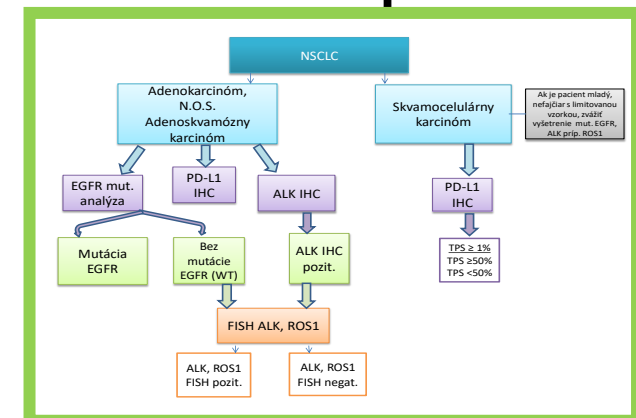 NSCLC
Adenokarcinóm,
N.O.S.
Adenoskvamózny
karcinóm
Skvamocelulárny
karcinóm
Ak je pacient mladý,
nefajčiar s limitovanou
vzorkou, zvážiť
vyšetrenie mut. EGFR,
ALK príp. ROS1
EGFR mut.
analýza
PD-L1
IHC
ALK IHC
PD-L1
IHC
Mutácia
EGFR
Bez
mutácie
EGFR (WT)
ALK IHC
pozit.
TPS ≥ 1%
TPS ≥50%
TPS <50%
FISH ALK, ROS1
ALK, ROS1
FISH pozit.
ALK, ROS1
FISH negat.